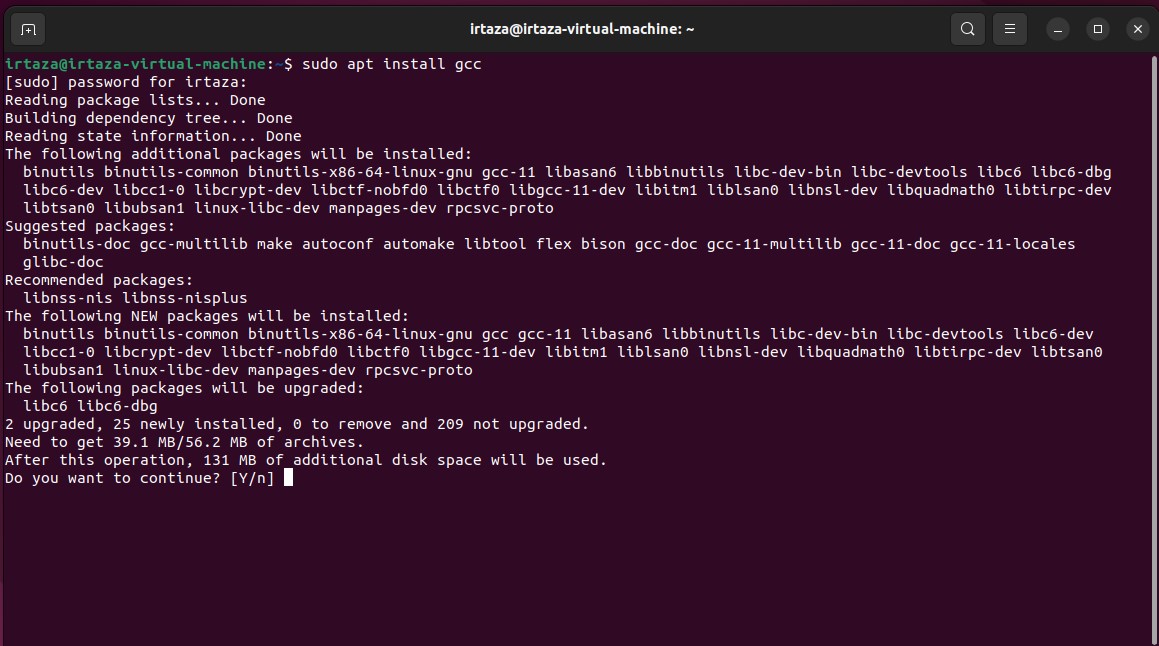 irtaza@irtaza-virtual-machine: ~
irtaza@irtaza-virtual-machine:~$ sudo apt install gcc
[sudo] password for irtaza:
Reading package lists... Done
Building dependency tree... Done
Reading state information... Done
The following additional packages will be installed:
  binutils binutils-common binutils-x86-64-linux-gnu gcc-11 libasan6 libbinutils libc-dev-bin libc-devtools libc6 libc6-dbg
  libc6-dev libcc1-0 libcrypt-dev libctf-nobfd0 libctf0 libgcc-11-dev libitm1 liblsan0 libnsl-dev libquadmath0 libtirpc-dev
  libtsan0 libubsan1 linux-libc-dev manpages-dev rpcsvc-proto
Suggested packages:
  binutils-doc gcc-multilib make autoconf automake libtool flex bison gcc-doc gcc-11-multilib gcc-11-doc gcc-11-locales
  glibc-doc
Recommended packages:
  libnss-nis libnss-nisplus
The following NEW packages will be installed:
  binutils binutils-common binutils-x86-64-linux-gnu gcc gcc-11 libasan6 libbinutils libc-dev-bin libc-devtools libc6-dev
  libcc1-0 libcrypt-dev libctf-nobfd0 libctf0 libgcc-11-dev libitm1 liblsan0 libnsl-dev libquadmath0 libtirpc-dev libtsan0
  libubsan1 linux-libc-dev manpages-dev rpcsvc-proto
The following packages will be upgraded:
  libc6 libc6-dbg
2 upgraded, 25 newly installed, 0 to remove and 209 not upgraded.
Need to get 39.1 MB/56.2 MB of archives.
After this operation, 131 MB of additional disk space will be used.
Do you want to continue? [Y/n]